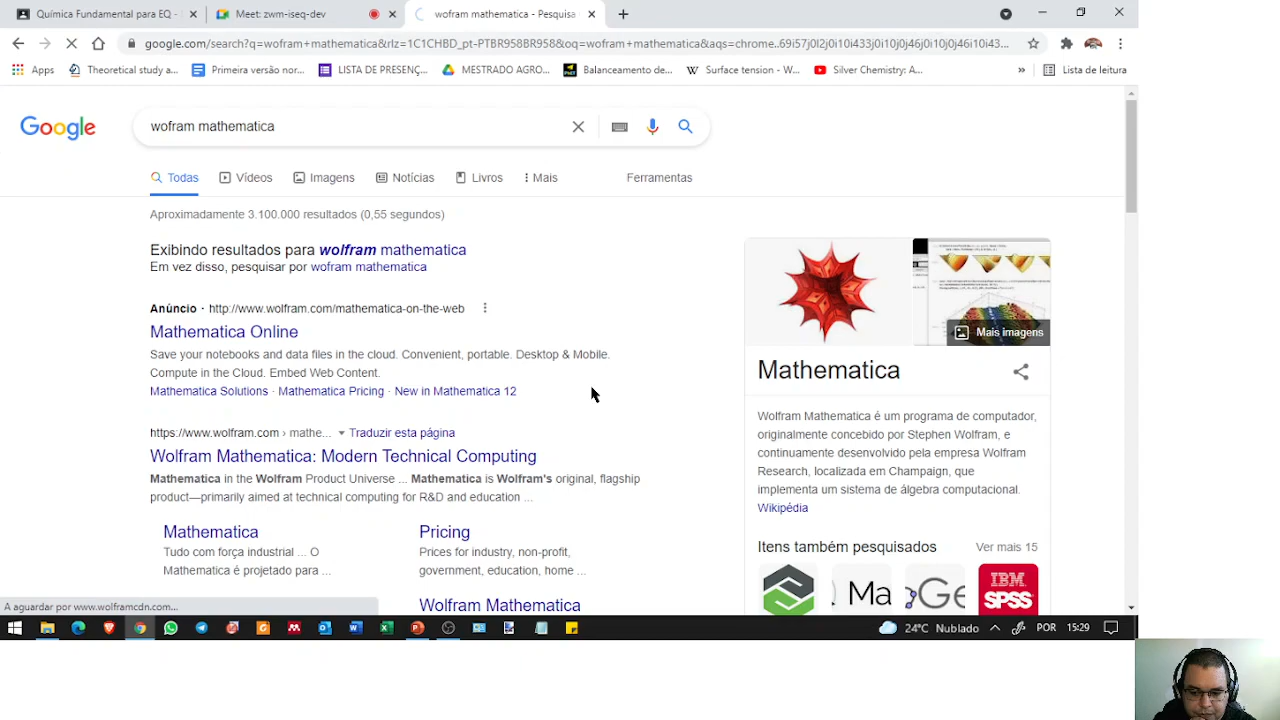 Química Fundamental para EQ -
Meet: zwm-iseq-dev
wofram mathematica - Pesquisa
google.com/search?q=wofram+mathematica&rlz=1C1CHBD_pt-PTBR958BR958&oq=wofram+mathematica&aqs=chrome..69i57j0l2j0i10i433j0i10j0j46i10j0i10j0j46i10i43...
Apps
Theoretical study a...
Primeira versão nor...
LISTA DE PRESENÇ...
MESTRADO AGRO...
Balanceamento de...
Surface tension - W...
Silver Chemistry: A...
»
Lista de leitura
Google
wofram mathematica
Todas
Vídeos
Imagens
Notícias
Livros
Mais
Ferramentas
Aproximadamente 3.100.000 resultados (0,55 segundos)
Exibindo resultados para wolfram mathematica
Em vez disso, pesquisar por wofram mathematica
Anúncio · http://www.wolfram.com/mathematica-on-the-web
Mathematica Online
Save your notebooks and data files in the cloud. Convenient, portable. Desktop & Mobile.
Compute in the Cloud. Embed Web Content.
Mathematica Solutions · Mathematica Pricing · New in Mathematica 12
https://www.wolfram.com › mathe... Traduzir esta página
Wolfram Mathematica: Modern Technical Computing
Mathematica in the Wolfram Product Universe ... Mathematica is Wolfram's original, flagship
product—primarily aimed at technical computing for R&D and education ...
Mathematica
Tudo com força industrial ... O
Mathematica é projetado para ...
Pricing
Prices for industry, non-profit,
government, education, home ...
Wolfram Mathematica
Mais imagens
Mathematica
Wolfram Mathematica é um programa de computador,
originalmente concebido por Stephen Wolfram, e
continuamente desenvolvido pela empresa Wolfram
Research, localizada em Champaign, que
implementa um sistema de álgebra computacional.
Wikipédia
Itens também pesquisados
Ver mais 15
Ma
Ge
IBM
SPSS
A aguardar por www.wolframcdn.com...
24°C Nublado
POR
15:29